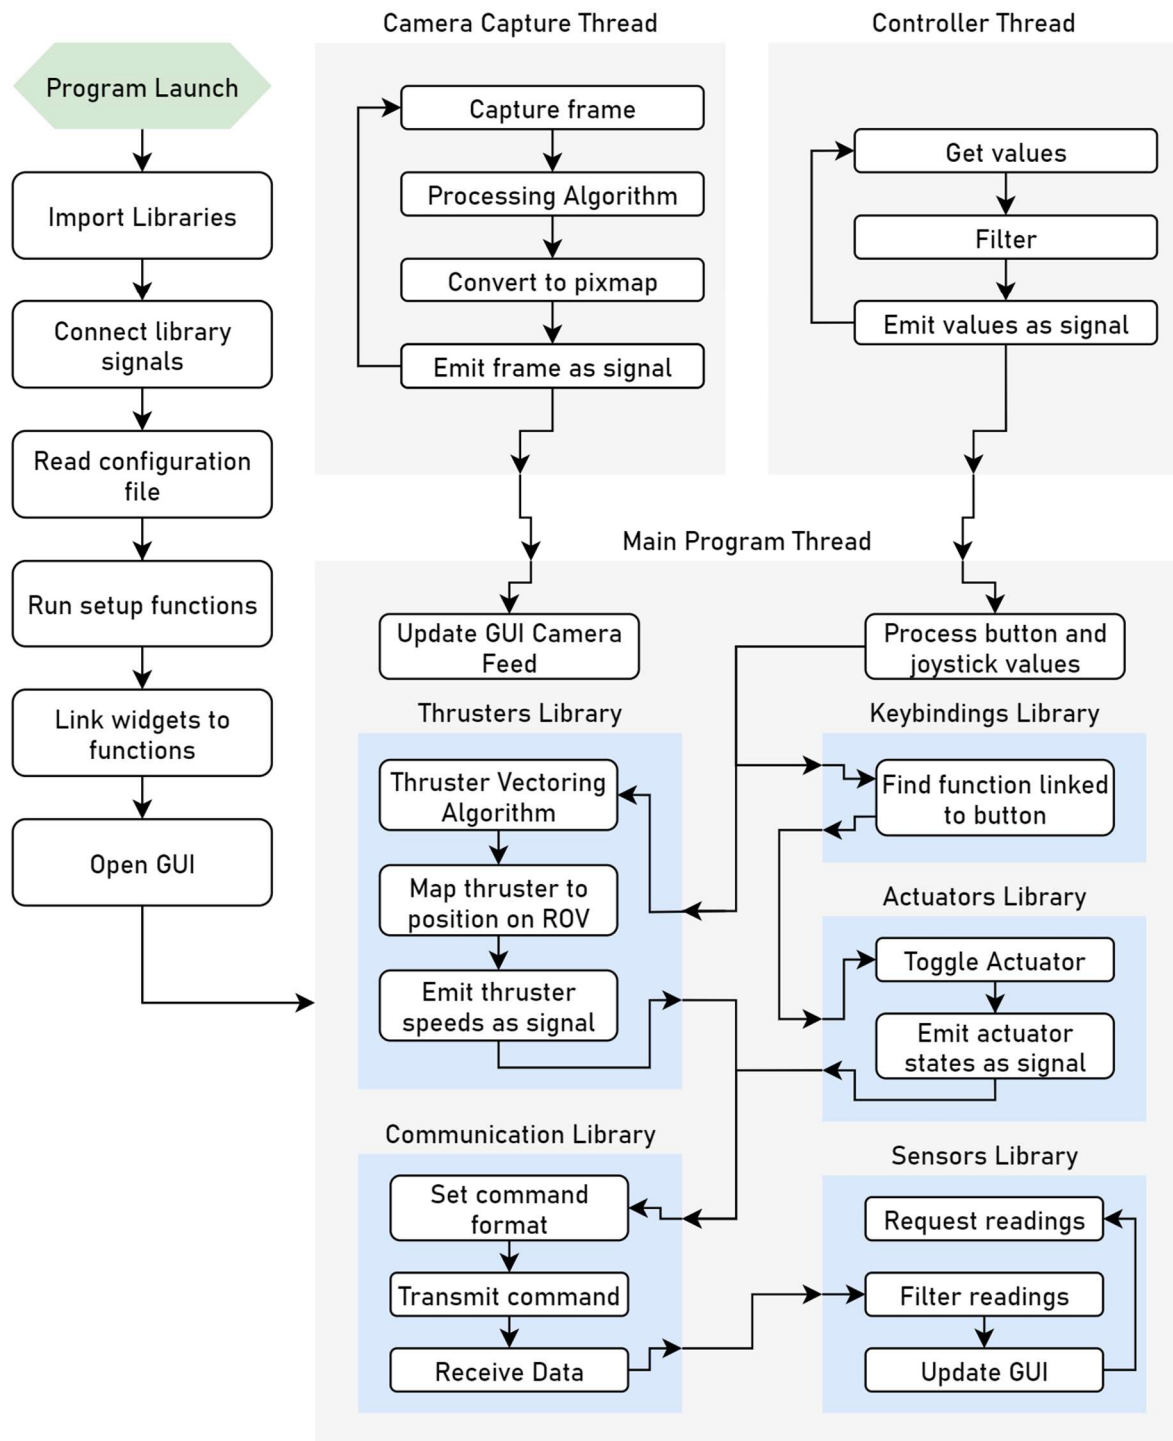 Program Launch
Import Libraries
Connect library
signals
Read configuration
file
Run setup functions
Link widgets to
functions
Open GUI
Camera Capture Thread
Capture frame
Processing Algorithm
Convert to pixmap
Emit frame as signal
Controller Thread
Get values
Filter
Emit values as signal
Main Program Thread
Update GUI Camera
Feed
Process button and
joystick values
Thrusters Library
Thruster Vectoring
Algorithm
Map thruster to
position on ROV
Emit thruster
speeds as signal
Keybindings Library
Find function linked
to button
Actuators Library
Toggle Actuator
Emit actuator
states as signal
Communication Library
Set command
format
Transmit command
Receive Data
Sensors Library
Request readings
Filter readings
Update GUI